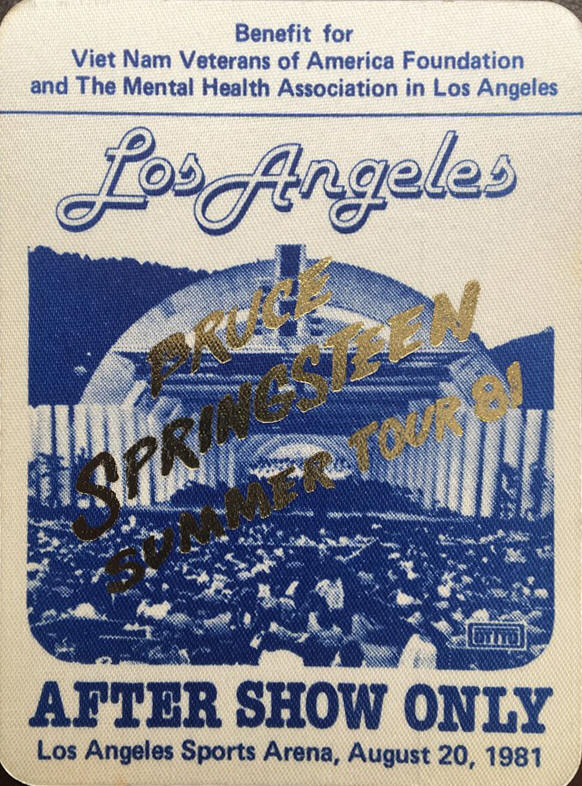 Benefit for
Viet Nam Veterans of America Foundation
and The Mental Health Association in Los Angeles
Los Angeles
BRUCE
SPRINGSTEEN
SUMMER TOUR 81
OTTO
AFTER SHOW ONLY
Los Angeles Sports Arena, August 20, 1981